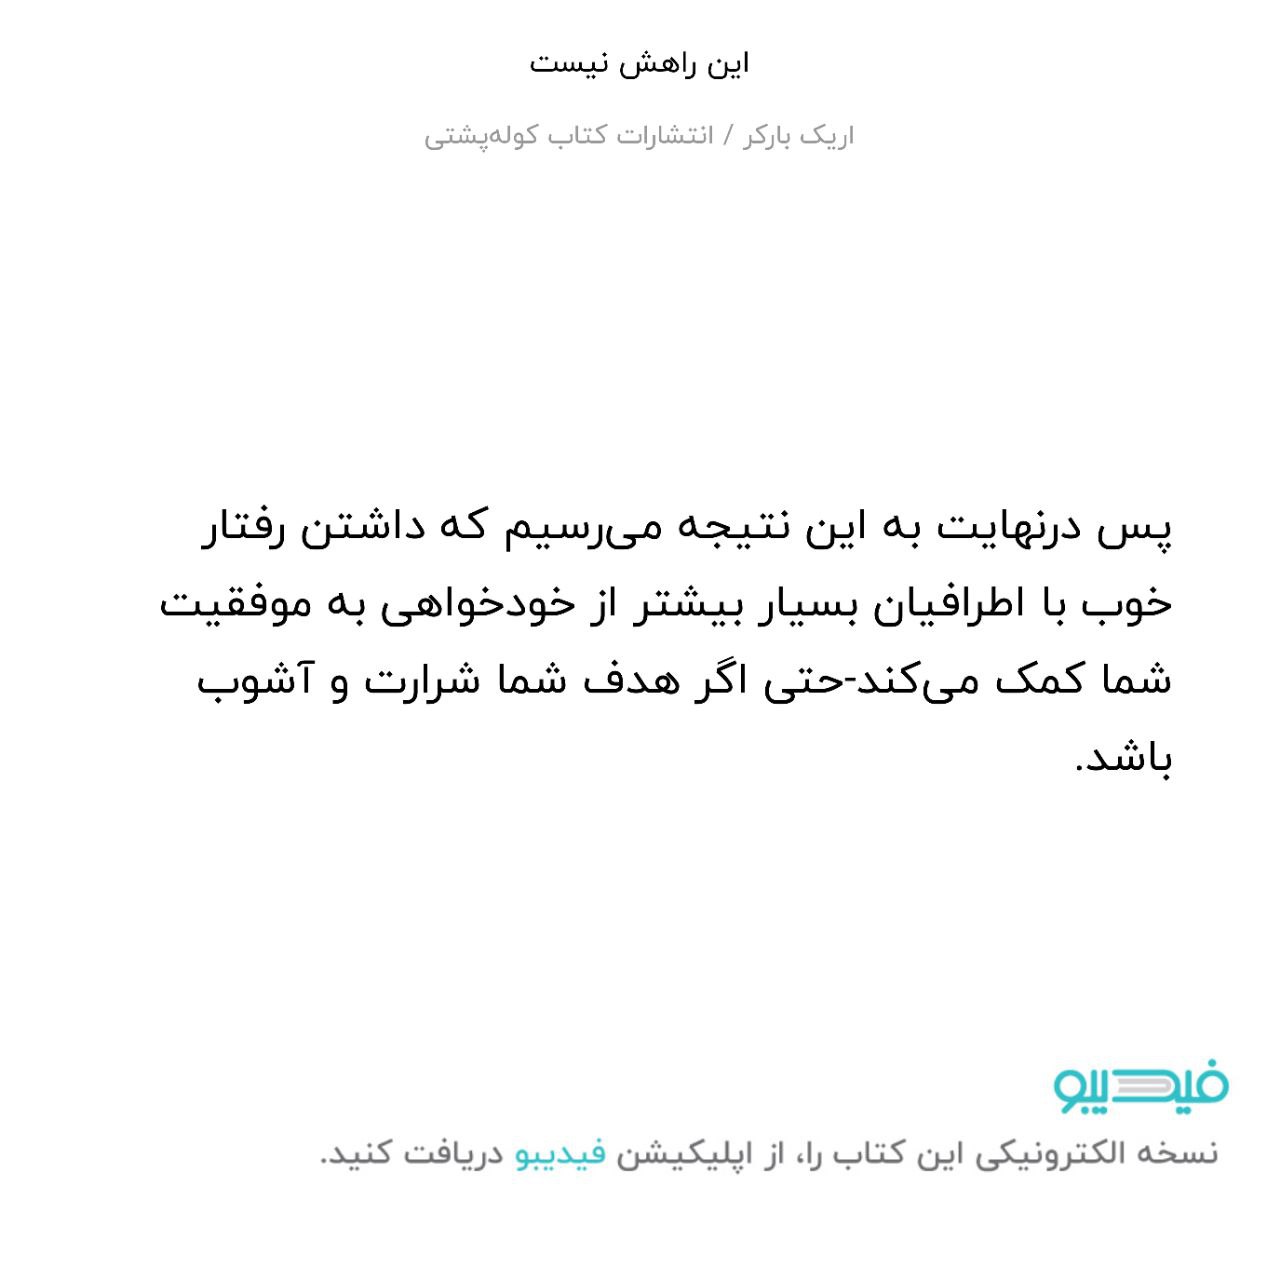 این راهش نیست
اریک بارکر / انتشارات کتاب کوله‌پشتی
پس درنهایت به این نتیجه می‌رسیم که داشتن رفتار
خوب با اطرافیان بسیار بیشتر از خودخواهی به موفقیت
شما کمک می‌کند-حتی اگر هدف شما شرارت و آشوب
باشد.
فیدیبو
نسخه الکترونیکی این کتاب را، از اپلیکیشن فیدیبو دریافت کنید.